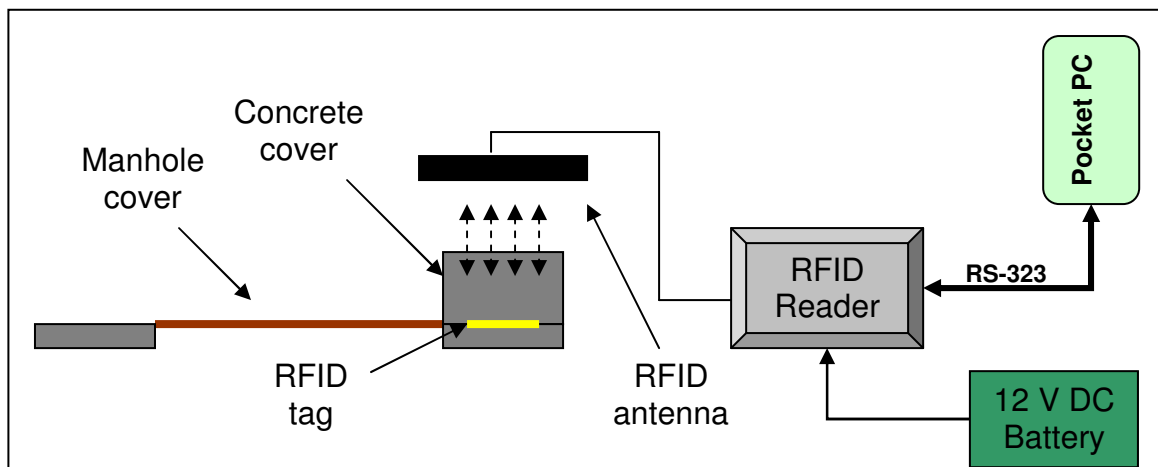 Concrete
cover
Manhole
cover
Pocket PC
RFID
Reader
RS-323
RFID
tag
RFID
antenna
12 V DC
Battery